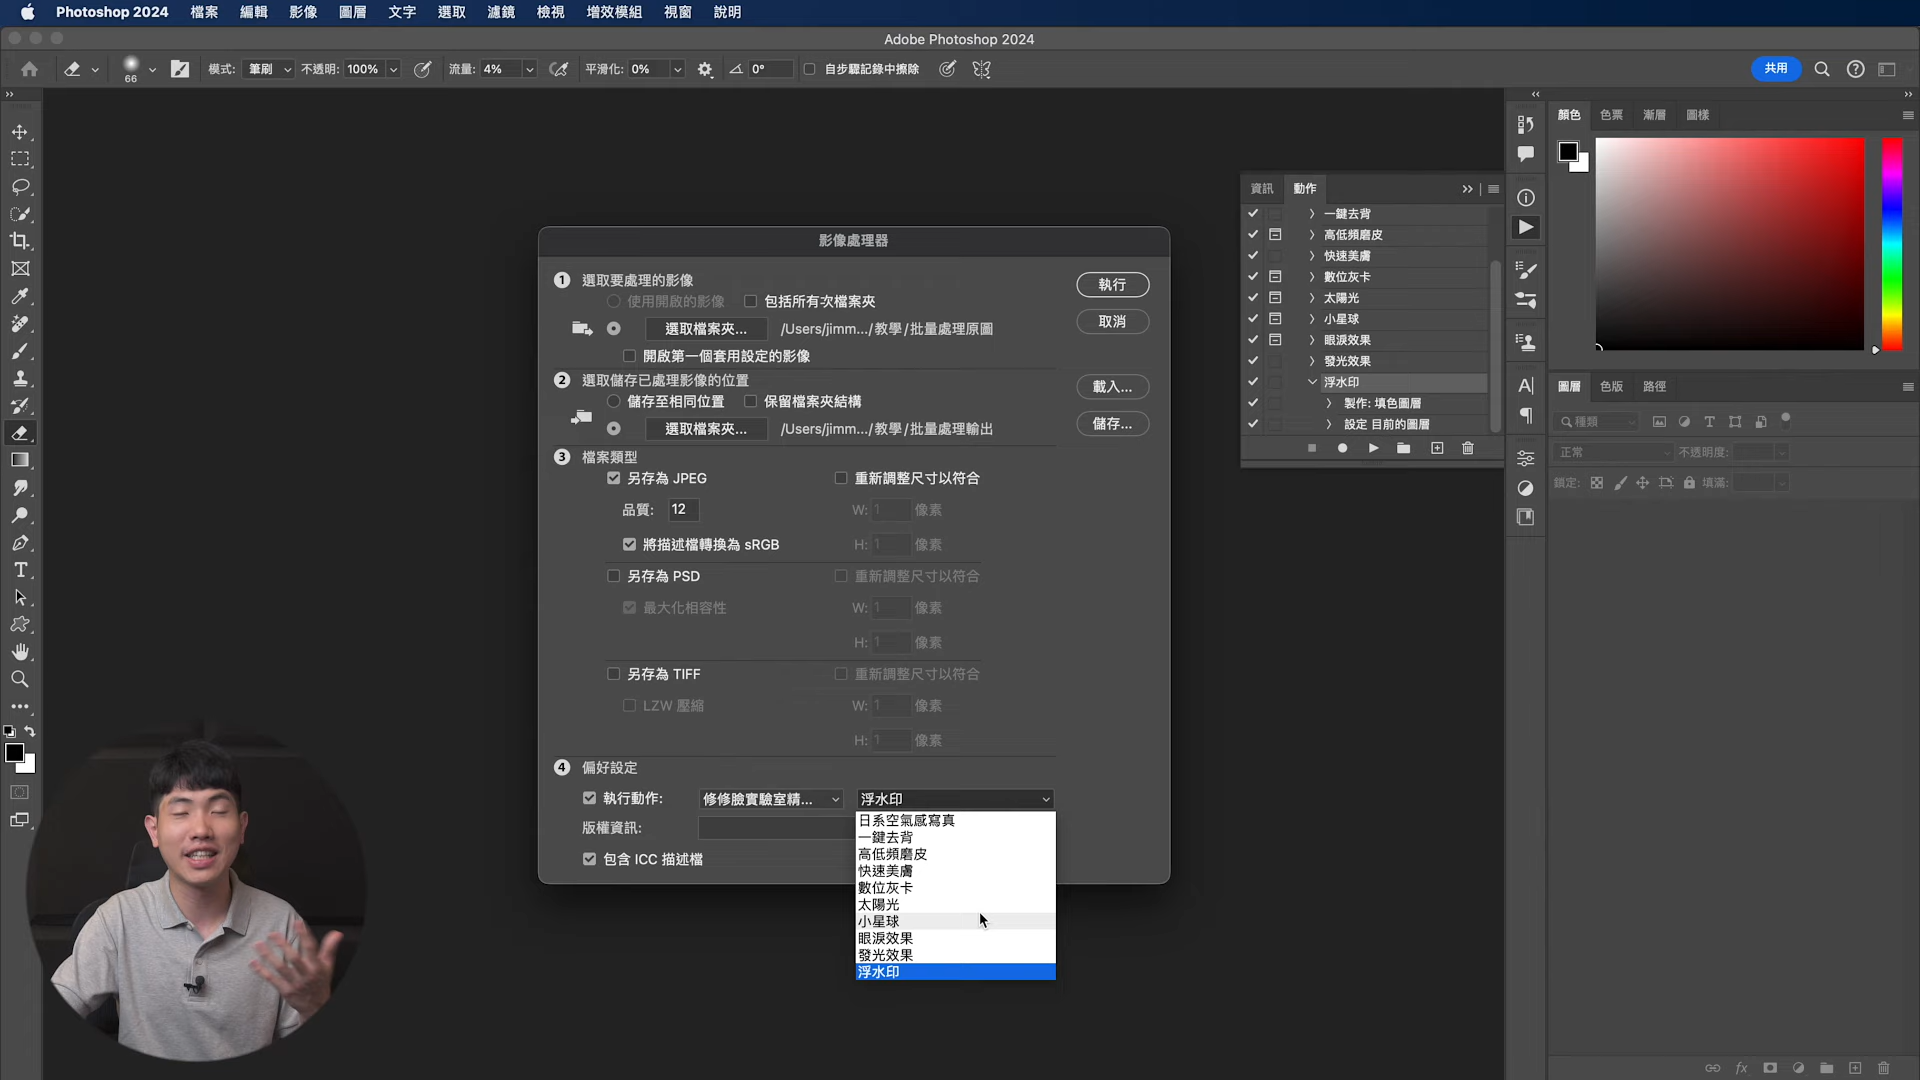 Photoshop 2024 檔案 編輯 影像 圖層 文字 選取 濾鏡 檢視 增效模組 視窗 說明
Adobe Photoshop 2024
66 模式: 筆刷 不透明: 100% 流量: 4% 平滑化: 0% 0° 自步驟記錄中擦除 共用
顏色 色票 漸層 圖樣
資訊 動作
一鍵去背
高低頻磨皮
快速美膚
數位灰卡
太陽光
小星球
眼淚效果
發光效果
浮水印
製作: 填色圖層
設定 目前的圖層
圖層 色版 路徑
種類
正常 不透明度:
鎖定: 填滿:
影像處理器
1 選取要處理的影像
使用開啟的影像 包括所有次檔案夾
選取檔案夾... /Users/jimm.../教學/批量處理原圖
開啟第一個套用設定的影像
執行
取消
2 選取儲存已處理影像的位置
儲存至相同位置 保留檔案夾結構
選取檔案夾... /Users/jimm.../教學/批量處理輸出
載入...
儲存...
3 檔案類型
另存為 JPEG 重新調整尺寸以符合
品質: 12 W: 1 像素
將描述檔轉換為 sRGB H: 1 像素
另存為 PSD 重新調整尺寸以符合
最大化相容性 W: 1 像素
H: 1 像素
另存為 TIFF 重新調整尺寸以符合
LZW 壓縮 W: 1 像素
H: 1 像素
4 偏好設定
執行動作: 修修臉實驗室精... 浮水印
版權資訊:
包含 ICC 描述檔
日系空氣感寫真
一鍵去背
高低頻磨皮
快速美膚
數位灰卡
太陽光
小星球
眼淚效果
發光效果
浮水印
fx